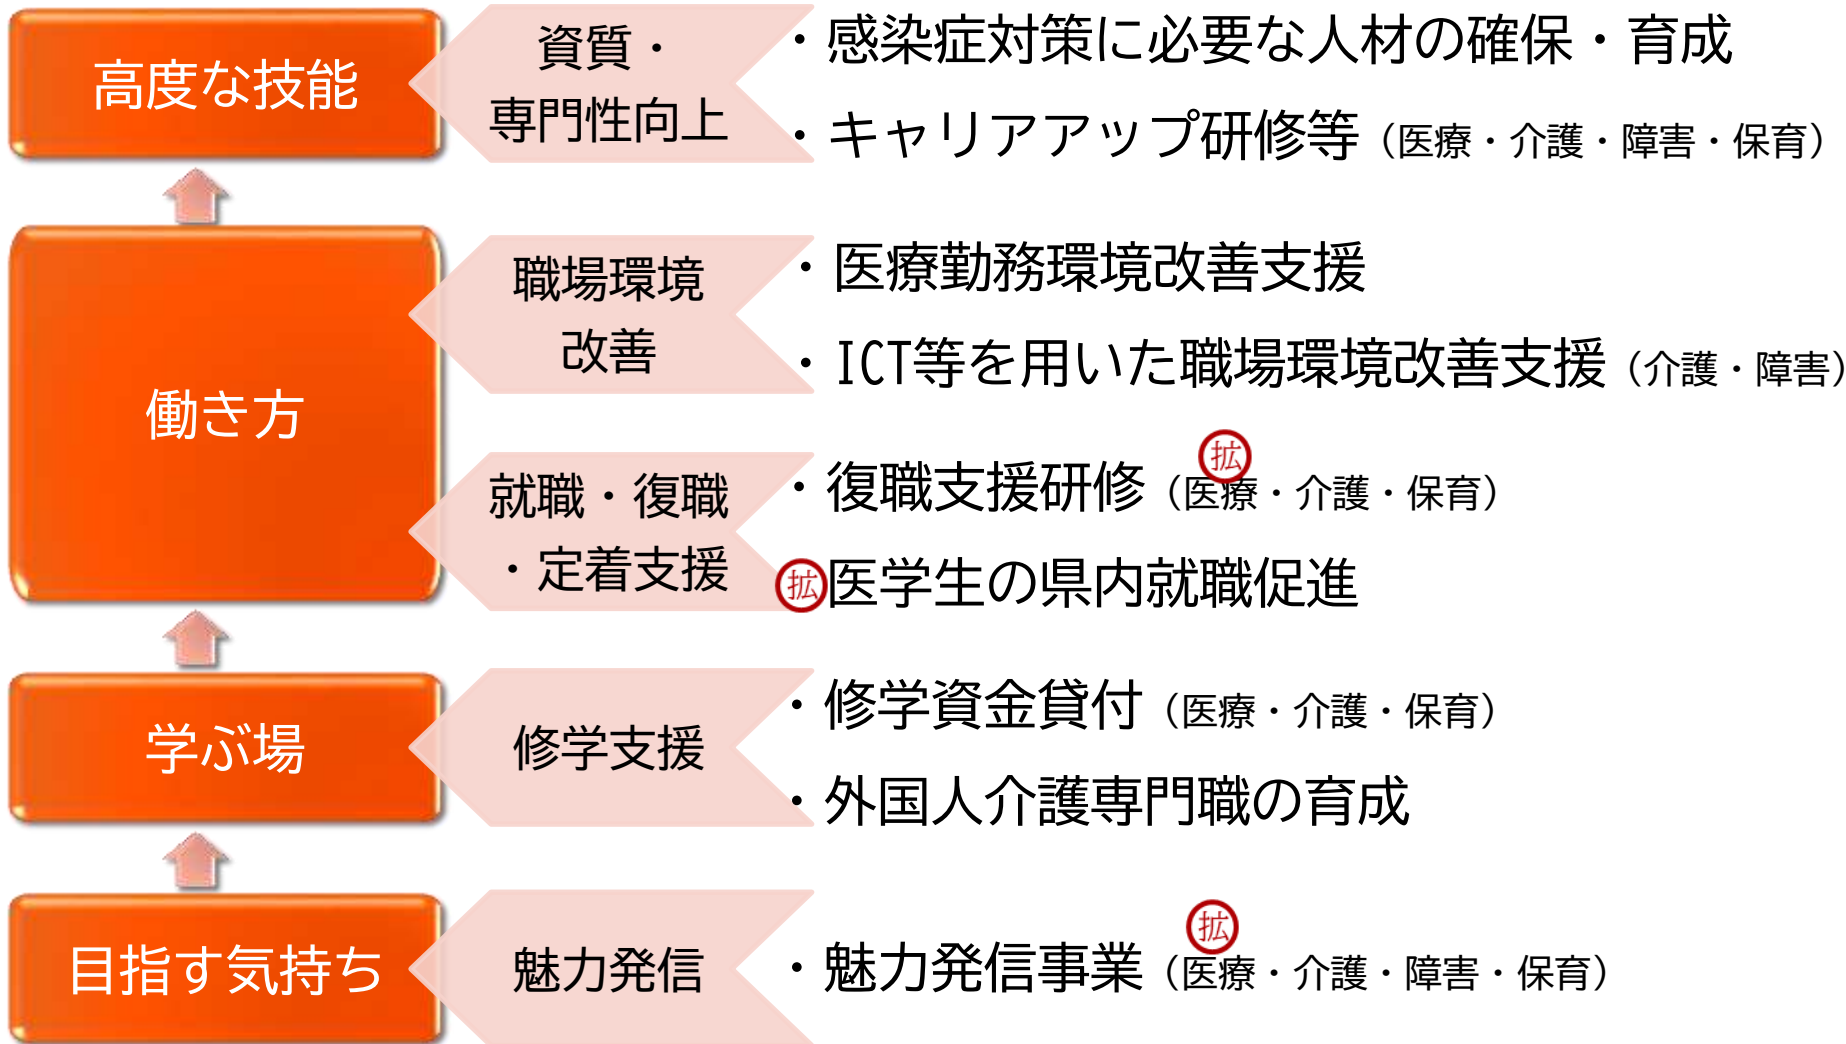 高度な技能
資質・
専門性向上
・感染症対策に必要な人材の確保・育成
・キャリアアップ研修等（医療・介護・障害・保育）
働き方
職場環境
改善
・医療勤務環境改善支援
・ICT等を用いた職場環境改善支援（介護・障害）
就職・復職
・定着支援
拡
・復職支援研修（医療・介護・保育）
拡医学生の県内就職促進
学ぶ場
修学支援
・修学資金貸付（医療・介護・保育）
・外国人介護専門職の育成
目指す気持ち
魅力発信
拡
・魅力発信事業（医療・介護・障害・保育）